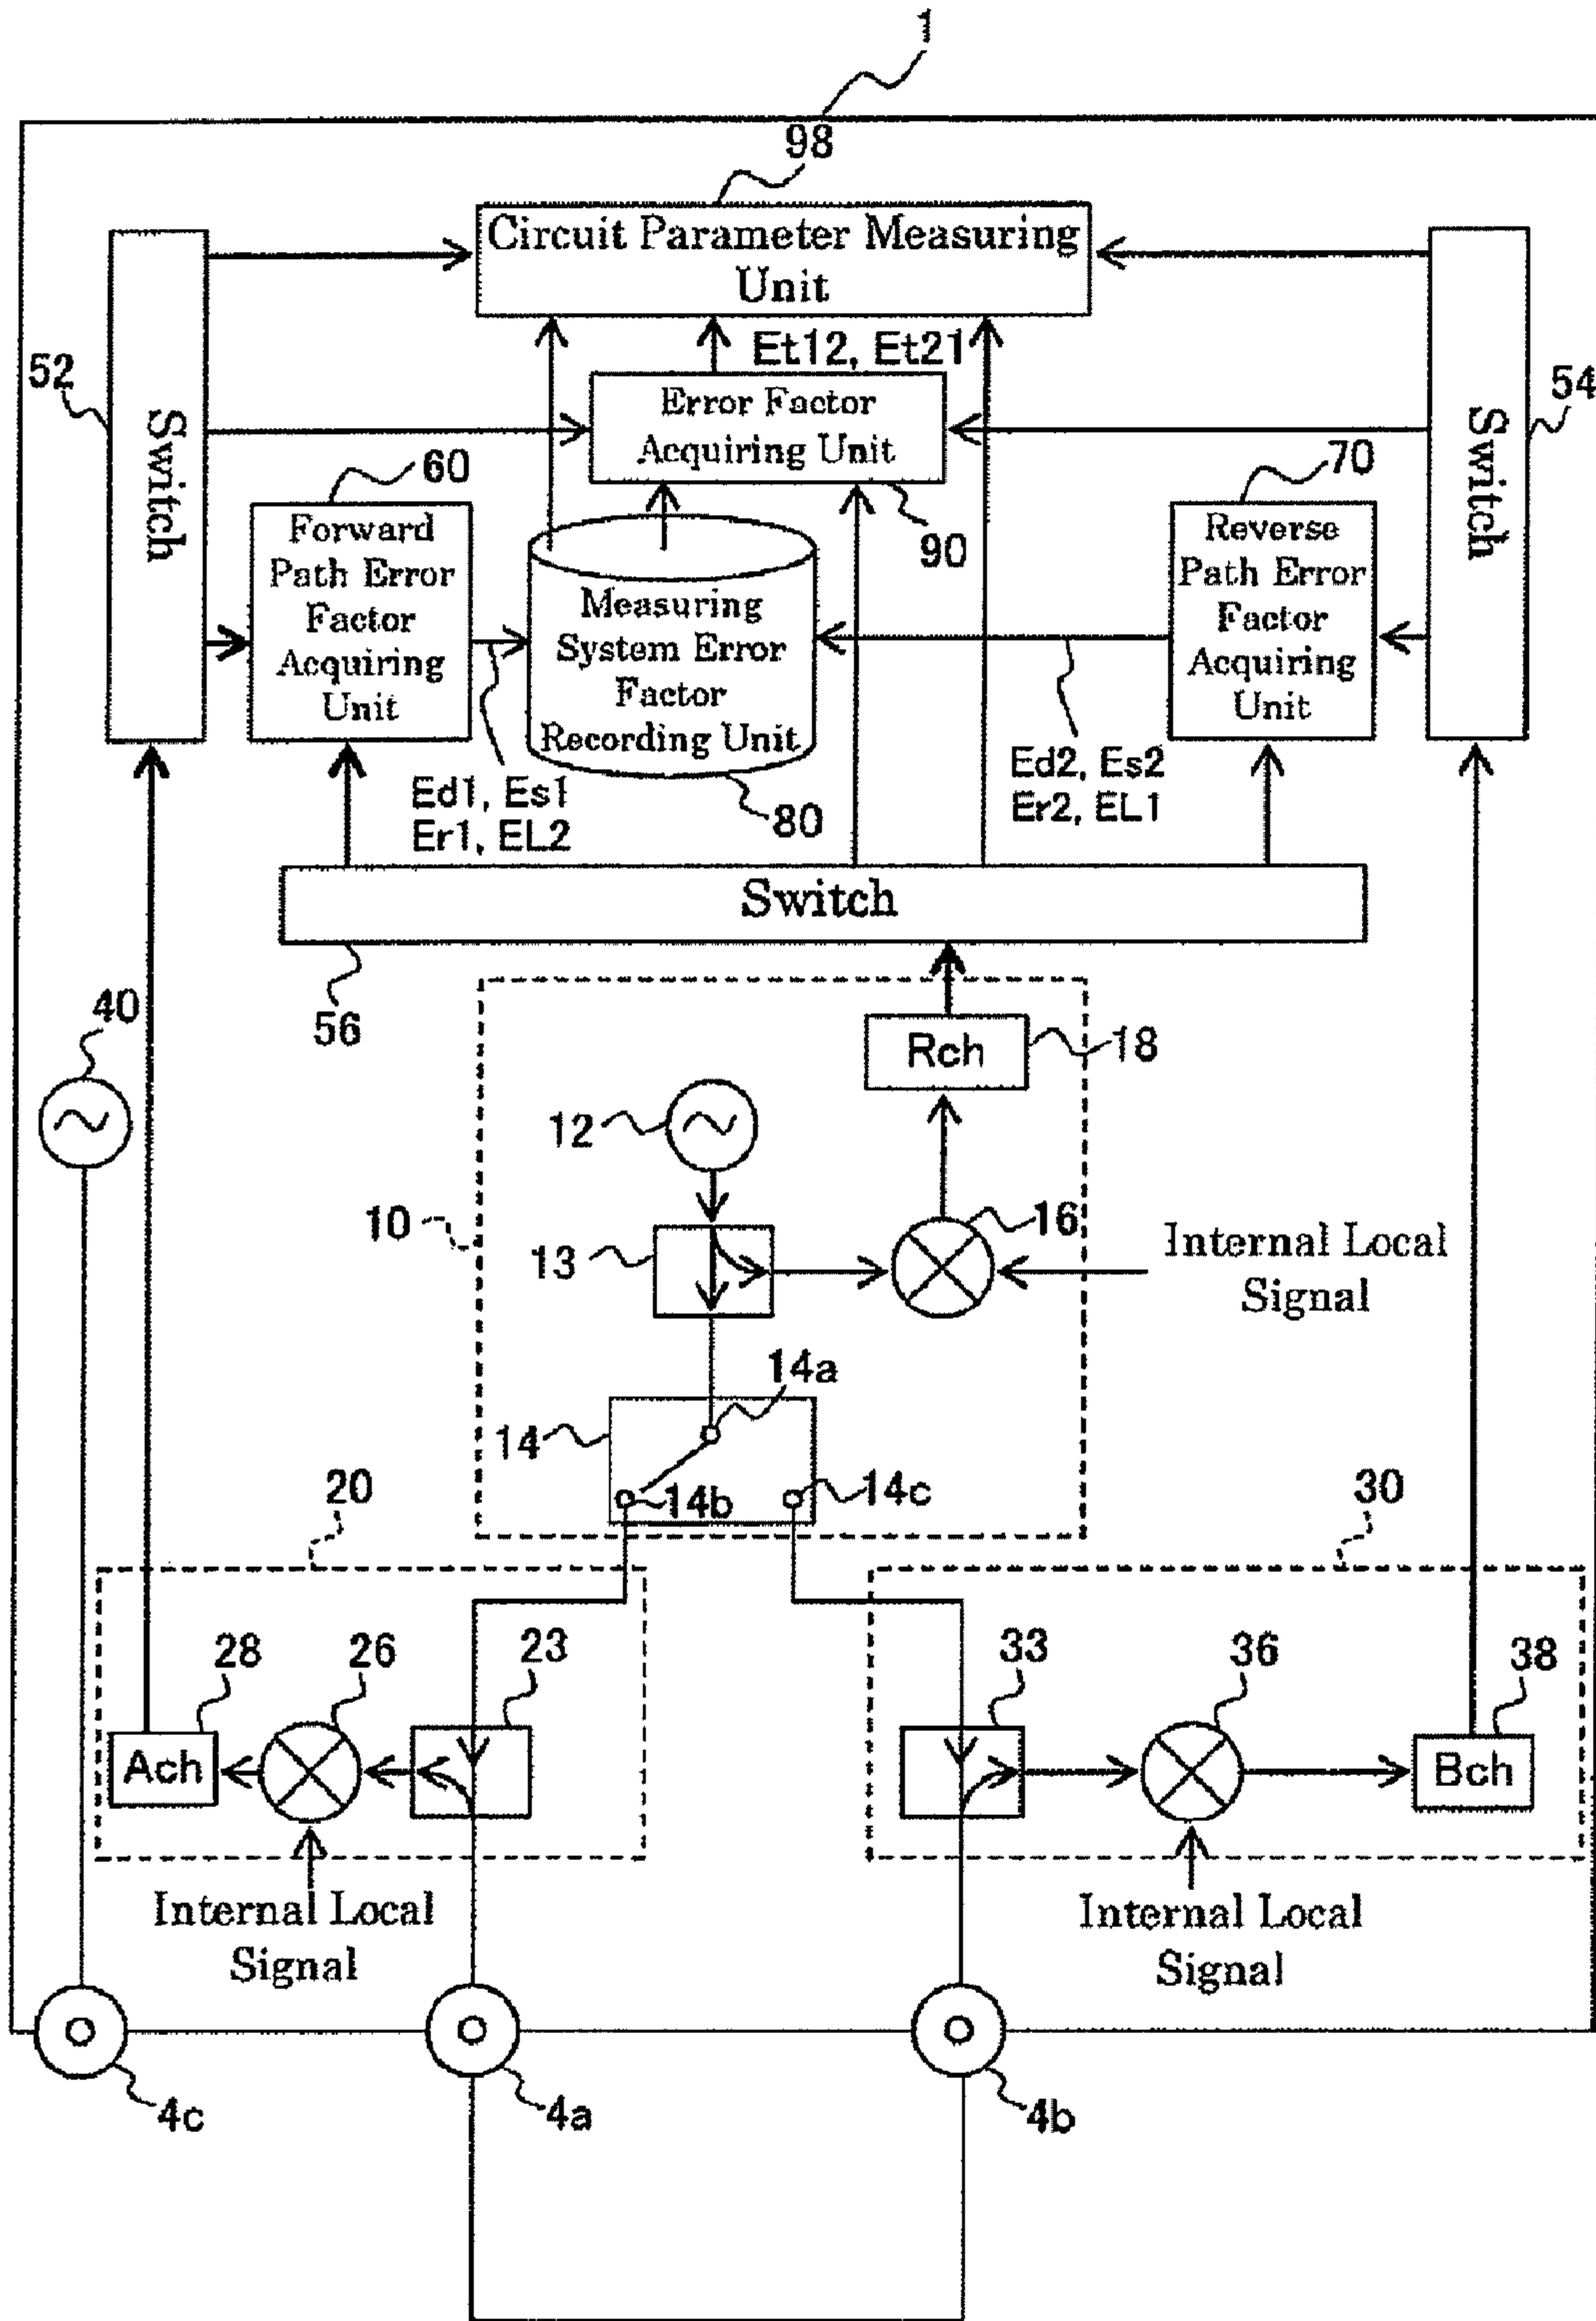 1
98
Circuit Parameter Measuring
Unit
52
Switch
Et12, Et21
54
Switch
Error Factor
Acquiring Unit
60
70
90
Forward
Path Error
Factor
Acquiring
Unit
Measuring
System Error
Factor
Recording Unit
Reverse
Path Error
Factor
Acquiring
Unit
Ed1, Es1
Er1, EL2
80
Ed2, Es2
Er2, EL1
Switch
56
40
Rch
18
12
10
13
16
Internal Local
Signal
14a
14
14b
14c
20
30
28
26
23
33
36
38
Ach
Bch
Internal Local
Signal
Internal Local
Signal
4c
4a
4b